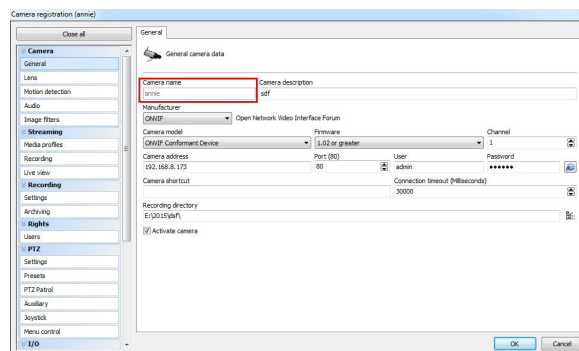 Camera registration (annie)
Close all
Camera
General
Lens
Motion detection
Audio
Image filters
Streaming
Media profiles
Recording
Live view
Recording
Settings
Archiving
Rights
Users
PTZ
Settings
Presets
PTZ Patrol
Auxiliary
Joystick
Menu control
I/O
General
General camera data
Camera name Camera description
annie sdf
Manufacturer
ONVIF Open Network Video Interface Forum
Camera model Firmware Channel
ONVIF Conformant Device 1.02 or greater 1
Camera address Port (80) User Password
192.168.8.173 80 admin ••••••
Camera shortcut Connection timeout (Milliseconds)
30000
Recording directory
E:\2015\dsf\
Activate camera
OK Cancel